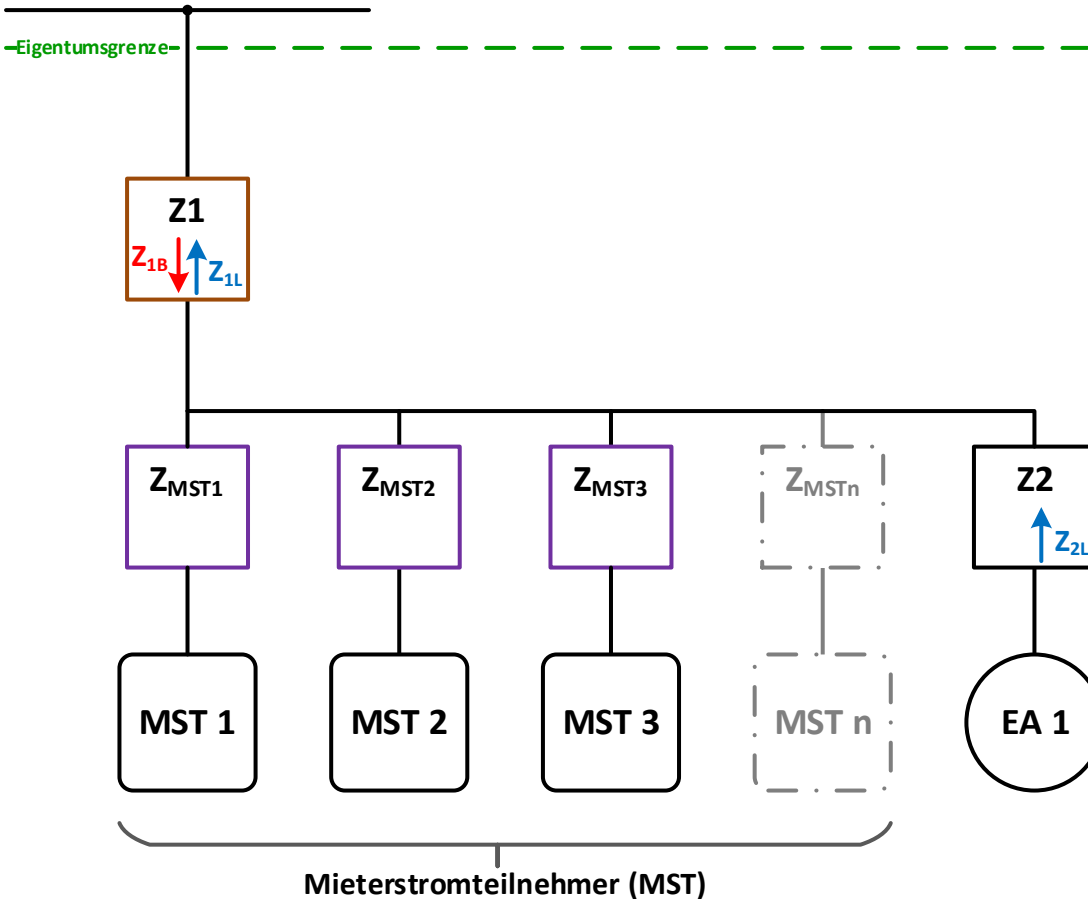 Eigentumsgrenze
Z1
Z1B Z1L
ZMST1 ZMST2 ZMST3 ZMSTn Z2
Z2L
MST 1 MST 2 MST 3 MST n EA 1
Mieterstromteilnehmer (MST)